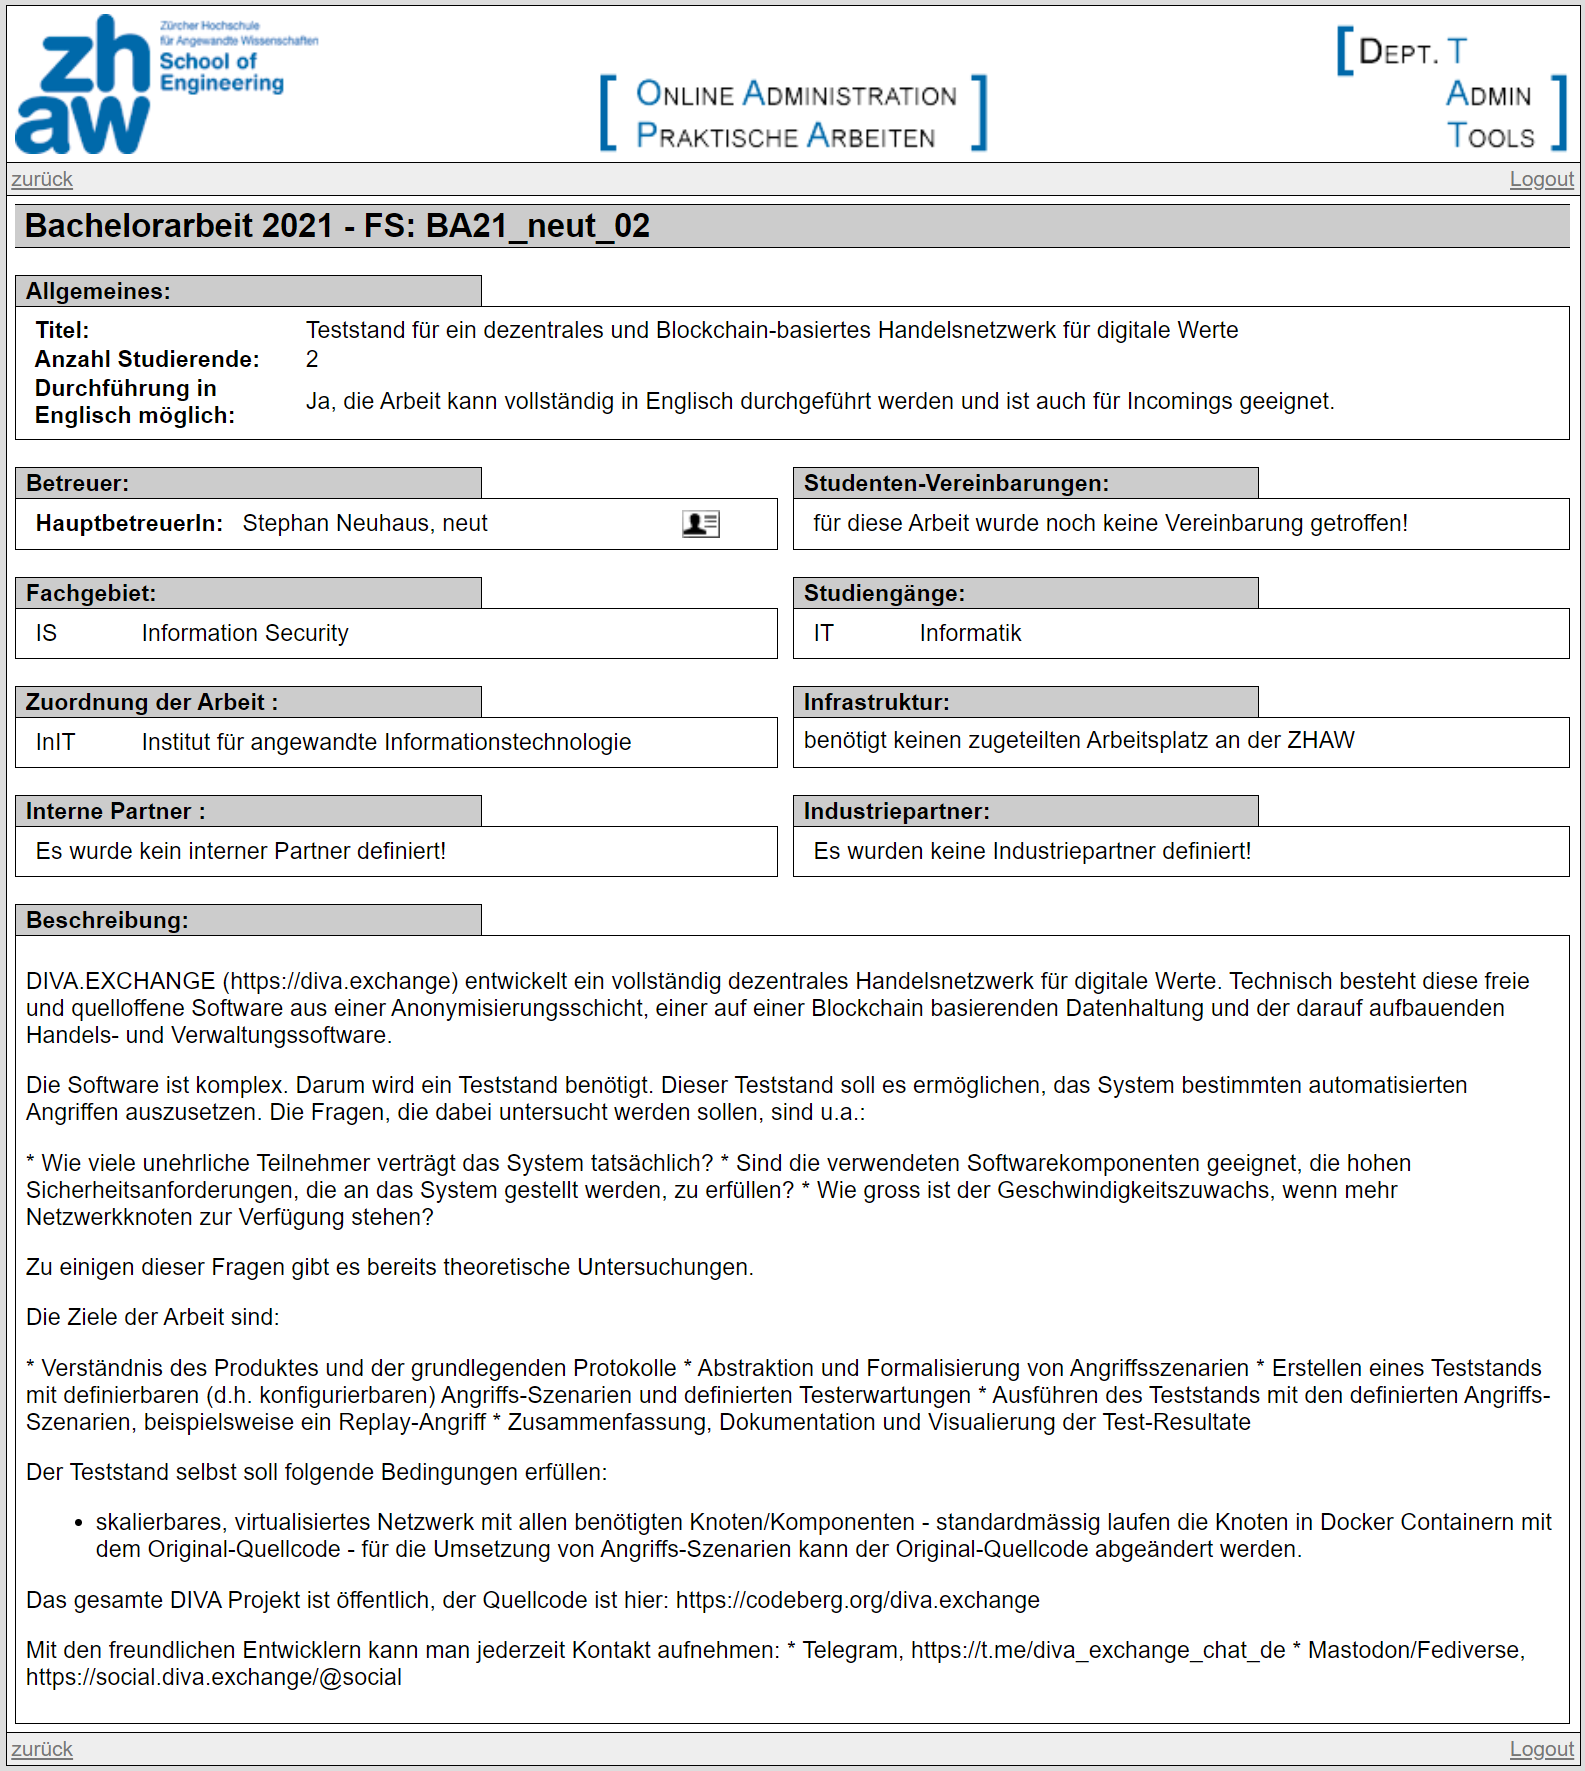 zhaw
Zürcher Hochschule
für Angewandte Wissenschaften
School of
Engineering
[ Online Administration
Praktische Arbeiten ]
[ Dept. T
Admin
Tools ]
zurück
Logout
Bachelorarbeit 2021 - FS: BA21_neut_02
Allgemeines:
Titel: Teststand für ein dezentrales und Blockchain-basiertes Handelsnetzwerk für digitale Werte
Anzahl Studierende: 2
Durchführung in
Englisch möglich: Ja, die Arbeit kann vollständig in Englisch durchgeführt werden und ist auch für Incomings geeignet.
Betreuer:
HauptbetreuerIn: Stephan Neuhaus, neut
Studenten-Vereinbarungen:
für diese Arbeit wurde noch keine Vereinbarung getroffen!
Fachgebiet:
IS Information Security
Studiengänge:
IT Informatik
Zuordnung der Arbeit :
InIT Institut für angewandte Informationstechnologie
Infrastruktur:
benötigt keinen zugeteilten Arbeitsplatz an der ZHAW
Interne Partner :
Es wurde kein interner Partner definiert!
Industriepartner:
Es wurden keine Industriepartner definiert!
Beschreibung:
DIVA.EXCHANGE (https://diva.exchange) entwickelt ein vollständig dezentrales Handelsnetzwerk für digitale Werte. Technisch besteht diese freie
und quelloffene Software aus einer Anonymisierungsschicht, einer auf einer Blockchain basierenden Datenhaltung und der darauf aufbauenden
Handels- und Verwaltungssoftware.
Die Software ist komplex. Darum wird ein Teststand benötigt. Dieser Teststand soll es ermöglichen, das System bestimmten automatisierten
Angriffen auszusetzen. Die Fragen, die dabei untersucht werden sollen, sind u.a.:
* Wie viele unehrliche Teilnehmer verträgt das System tatsächlich? * Sind die verwendeten Softwarekomponenten geeignet, die hohen
Sicherheitsanforderungen, die an das System gestellt werden, zu erfüllen? * Wie gross ist der Geschwindigkeitszuwachs, wenn mehr
Netzwerkknoten zur Verfügung stehen?
Zu einigen dieser Fragen gibt es bereits theoretische Untersuchungen.
Die Ziele der Arbeit sind:
* Verständnis des Produktes und der grundlegenden Protokolle * Abstraktion und Formalisierung von Angriffsszenarien * Erstellen eines Teststands
mit definierbaren (d.h. konfigurierbaren) Angriffs-Szenarien und definierten Testerwartungen * Ausführen des Teststands mit den definierten Angriffs-
Szenarien, beispielsweise ein Replay-Angriff * Zusammenfassung, Dokumentation und Visualierung der Test-Resultate
Der Teststand selbst soll folgende Bedingungen erfüllen:
• skalierbares, virtualisiertes Netzwerk mit allen benötigten Knoten/Komponenten - standardmässig laufen die Knoten in Docker Containern mit
dem Original-Quellcode - für die Umsetzung von Angriffs-Szenarien kann der Original-Quellcode abgeändert werden.
Das gesamte DIVA Projekt ist öffentlich, der Quellcode ist hier: https://codeberg.org/diva.exchange
Mit den freundlichen Entwicklern kann man jederzeit Kontakt aufnehmen: * Telegram, https://t.me/diva_exchange_chat_de * Mastodon/Fediverse,
https://social.diva.exchange/@social
zurück
Logout